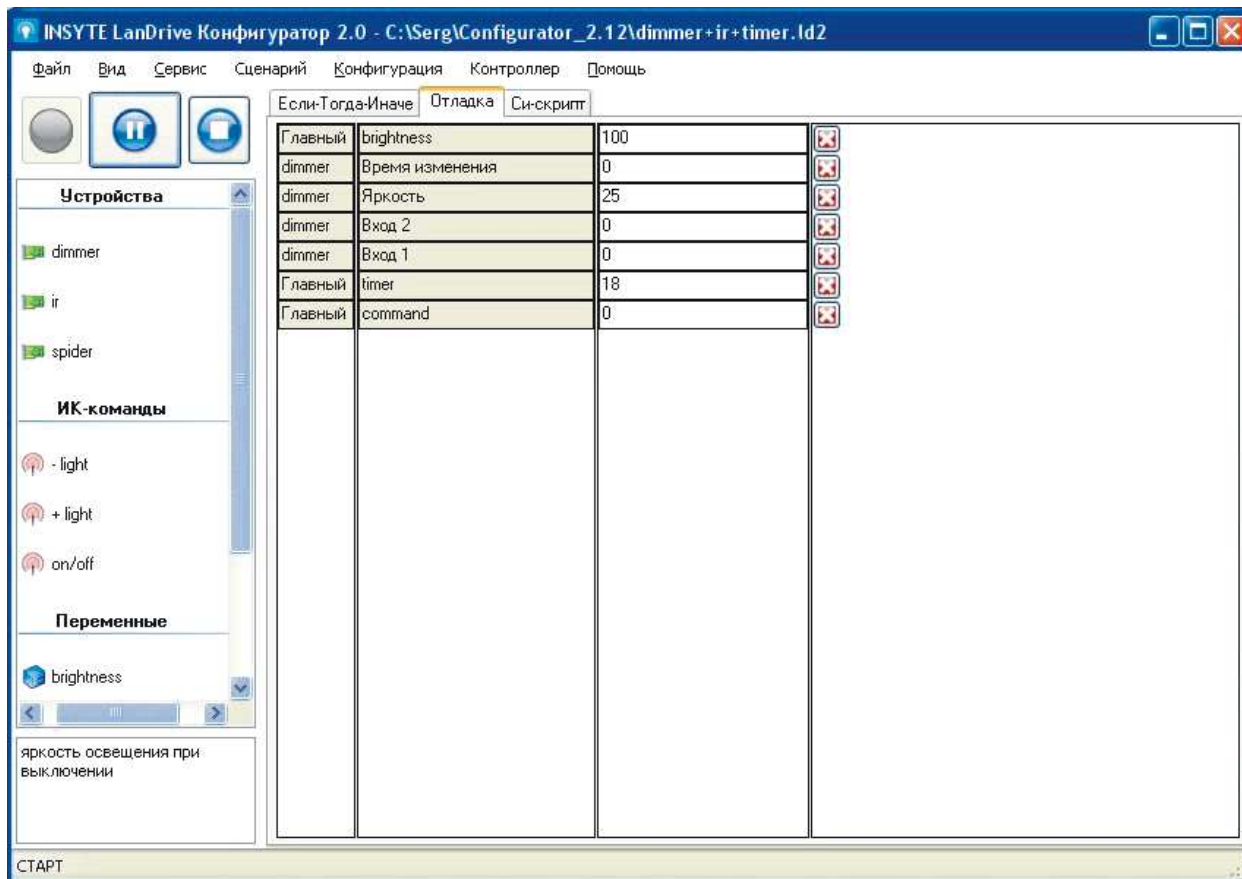 INSYTE LanDrive Конфигуратор 2.0 - C:\Serg\Configurator_2.12\dimmer+ir+timer.ld2
Файл Вид Сервис Сценарий Конфигурация Контроллер Помощь
Если-Тогда-Иначе Отладка Си-скрипт
Главный brightness 100
dimmer Время изменения 0
dimmer Яркость 25
dimmer Вход 2 0
dimmer Вход 1 0
Главный timer 18
Главный command 0
Устройства
dimmer
ir
spider
ИК-команды
- light
+ light
on/off
Переменные
brightness
яркость освещения при
выключении
СТАРТ